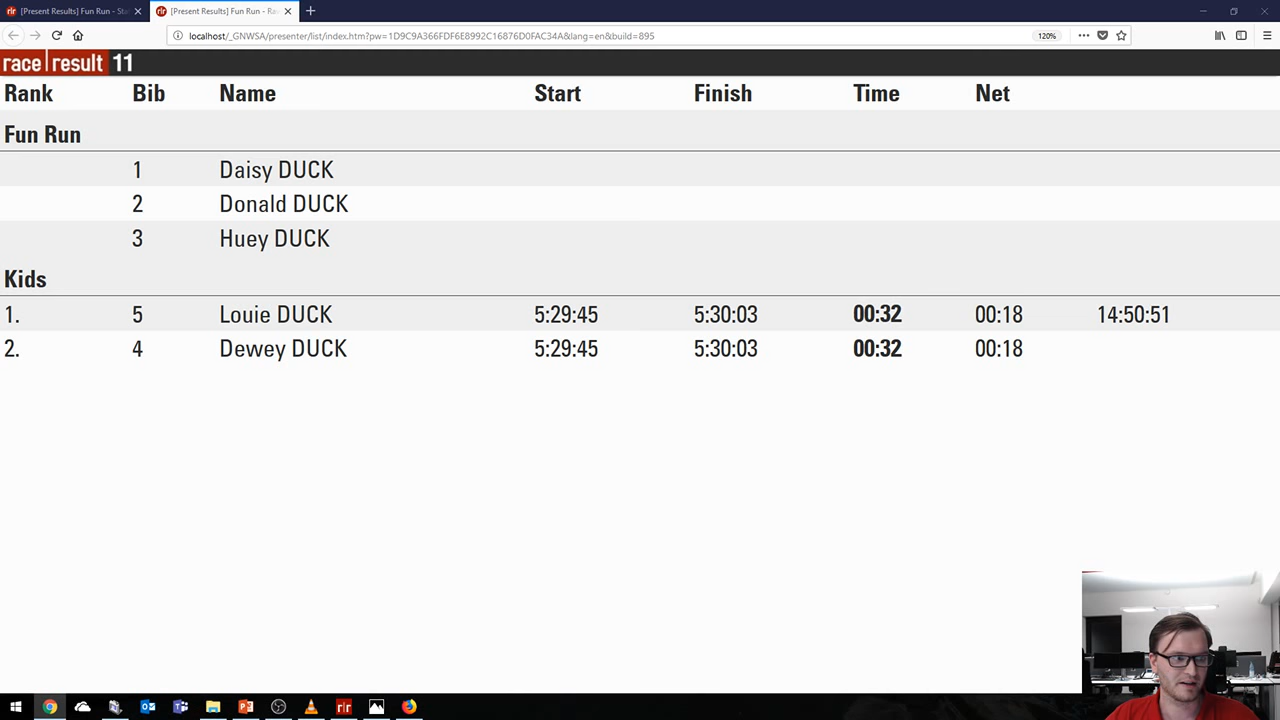 [Present Results] Fun Run - Sta
[Present Results] Fun Run - Ra
localhost/_GNWSA/presenter/list/index.htm?pw=1D9C9A366FDF6E8992C16876D0FAC34A&lang=en&build=895
120%
race|result 11
Rank Bib Name Start Finish Time Net
Fun Run
1 Daisy DUCK
2 Donald DUCK
3 Huey DUCK
Kids
1. 5 Louie DUCK 5:29:45 5:30:03 00:32 00:18 14:50:51
2. 4 Dewey DUCK 5:29:45 5:30:03 00:32 00:18